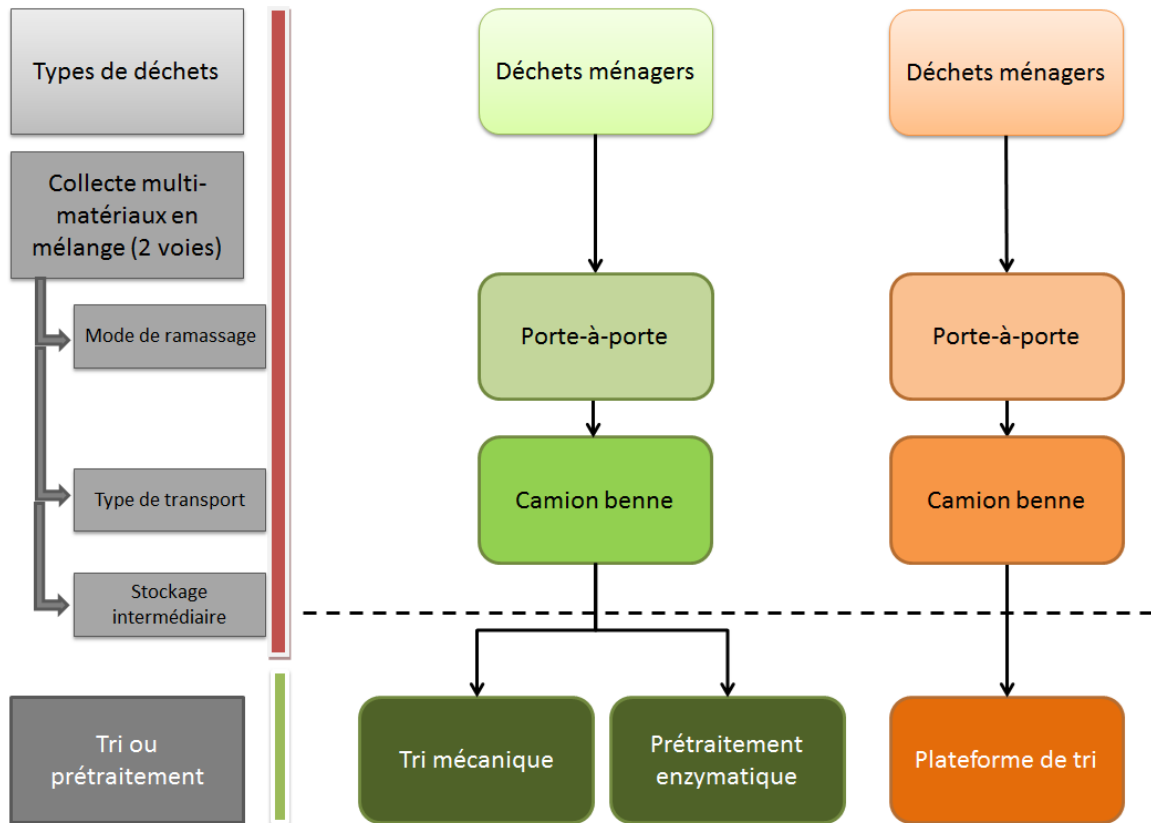 Types de déchets
Déchets ménagers
Déchets ménagers
Collecte multi-
matériaux en
mélange (2 voies)
Mode de ramassage
Porte-à-porte
Porte-à-porte
Type de transport
Camion benne
Camion benne
Stockage
intermédiaire
Tri ou
prétraitement
Tri mécanique
Prétraitement
enzymatique
Plateforme de tri